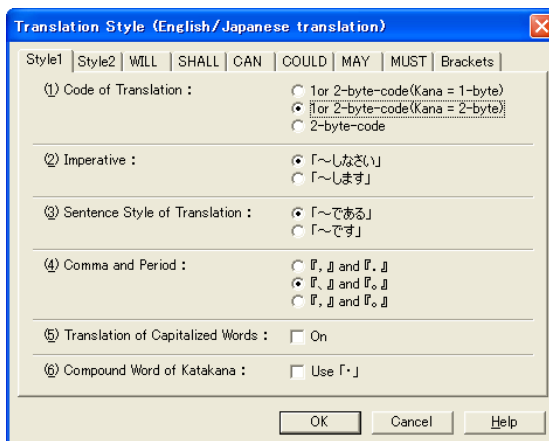 Translation Style (English/Japanese translation)
Style1 Style2 WILL SHALL CAN COULD MAY MUST Brackets
(1) Code of Translation :
1or 2-byte-code(Kana = 1-byte)
1or 2-byte-code(Kana = 2-byte)
2-byte-code
(2) Imperative :
「～しなさい」
「～します」
(3) Sentence Style of Translation :
「～である」
「～です」
(4) Comma and Period :
『，』 and 『．』
『、』 and 『。』
『，』 and 『。』
(5) Translation of Capitalized Words :
On
(6) Compound Word of Katakana :
Use 「・」
OK Cancel Help